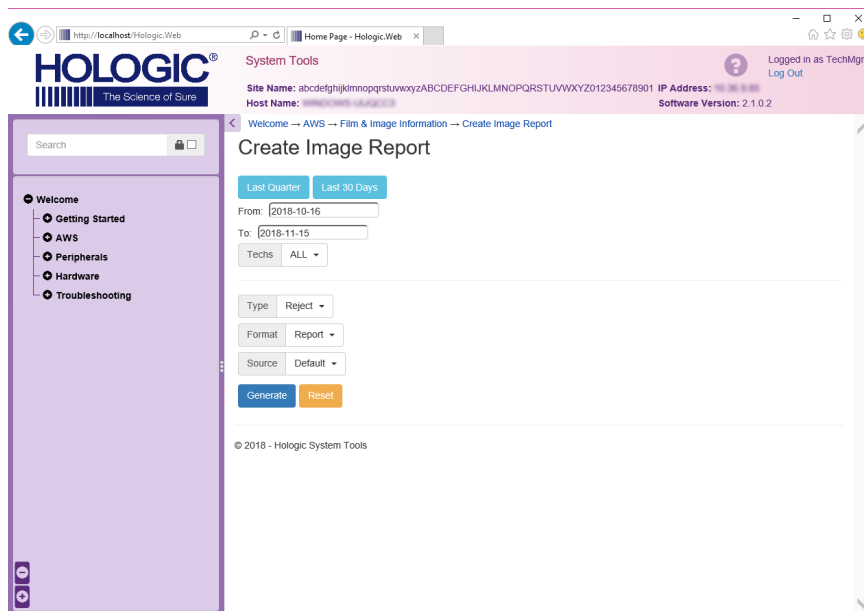 http://localhost/Hologic.Web
Home Page - Hologic.Web
HOLOGIC®
The Science of Sure
System Tools
Logged in as TechMgr
Log Out
Site Name: abcdefghijklmnopqrstuvwxyzABCDEFGHIJKLMNOPQRSTUVWXYZ012345678901 IP Address:
Host Name:
Software Version: 2.1.0.2
Search
Welcome
Getting Started
AWS
Peripherals
Hardware
Troubleshooting
Welcome → AWS → Film & Image Information → Create Image Report
Create Image Report
Last Quarter Last 30 Days
From: 2018-10-16
To: 2018-11-15
Techs ALL
Type Reject
Format Report
Source Default
Generate Reset
© 2018 - Hologic System Tools